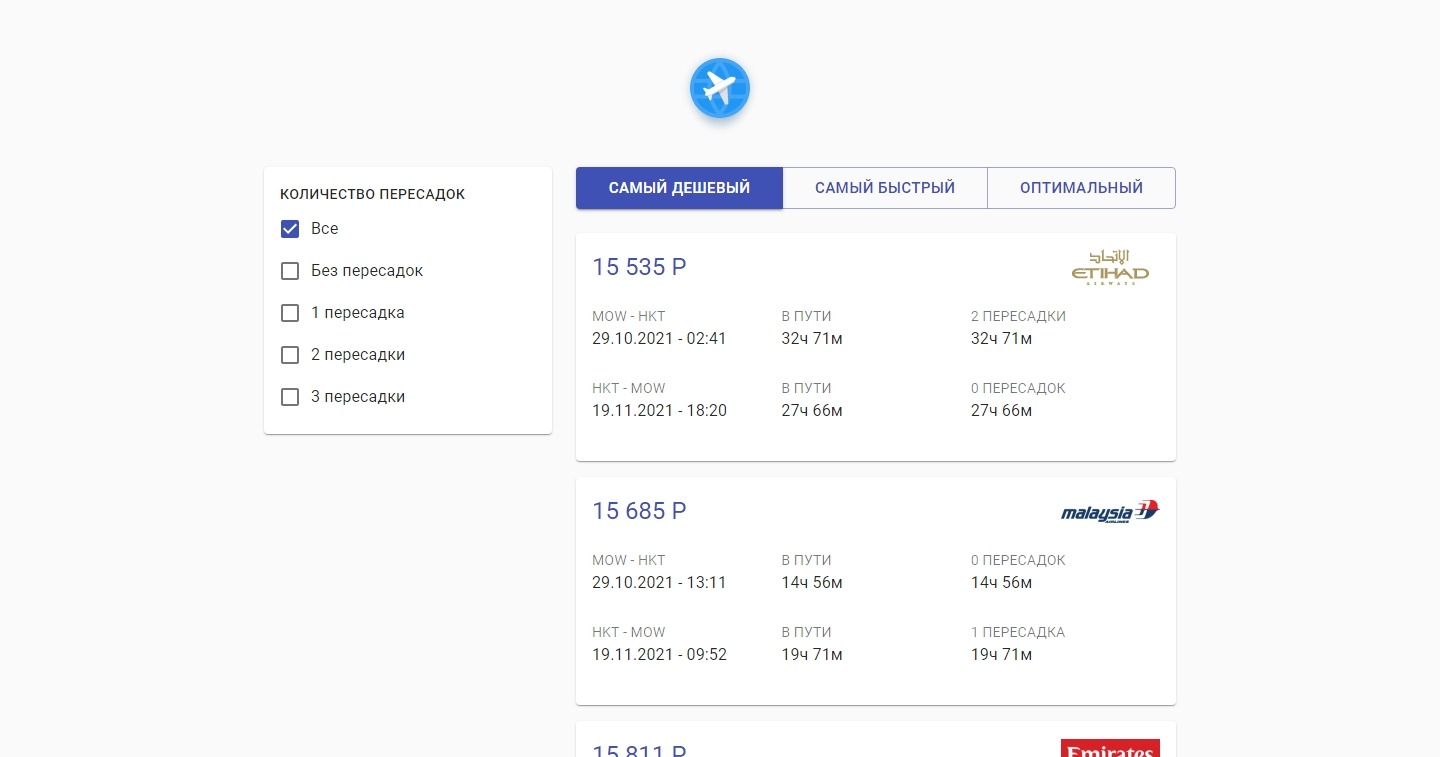 КОЛИЧЕСТВО ПЕРЕСАДОК
Все
Без пересадок
1 пересадка
2 пересадки
3 пересадки
САМЫЙ ДЕШЕВЫЙ
САМЫЙ БЫСТРЫЙ
ОПТИМАЛЬНЫЙ
15 535 Р
الإتحاد
ETIHAD
AIRWAYS
MOW - HKT
В ПУТИ
2 ПЕРЕСАДКИ
29.10.2021 - 02:41
32ч 71м
32ч 71м
HKT - MOW
В ПУТИ
0 ПЕРЕСАДОК
19.11.2021 - 18:20
27ч 66м
27ч 66м
15 685 Р
malaysia
AIRLINES
MOW - HKT
В ПУТИ
0 ПЕРЕСАДОК
29.10.2021 - 13:11
14ч 56м
14ч 56м
HKT - MOW
В ПУТИ
1 ПЕРЕСАДКА
19.11.2021 - 09:52
19ч 71м
19ч 71м
15 811 Р
Emirates